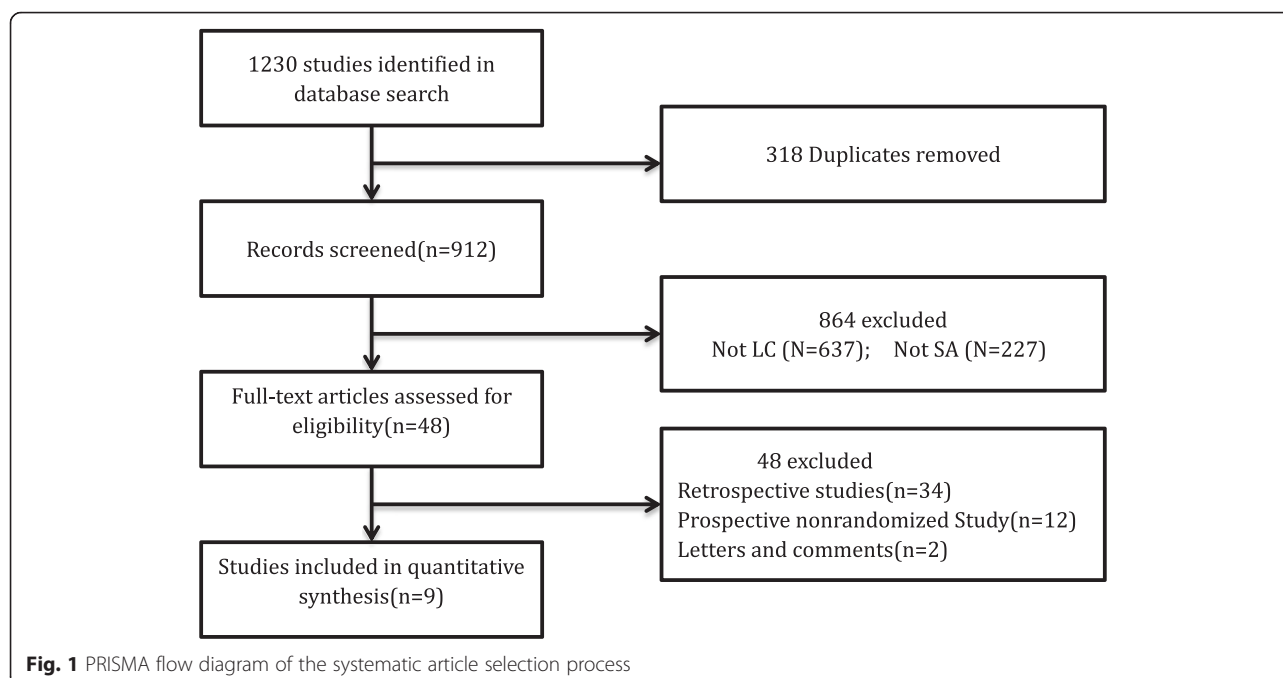 1230 studies identified in
database search
318 Duplicates removed
Records screened(n=912)
864 excluded
Not LC (N=637); Not SA (N=227)
Full-text articles assessed for
eligibility(n=48)
48 excluded
Retrospective studies(n=34)
Prospective nonrandomized Study(n=12)
Letters and comments(n=2)
Studies included in quantitative
synthesis(n=9)
Fig. 1 PRISMA flow diagram of the systematic article selection process